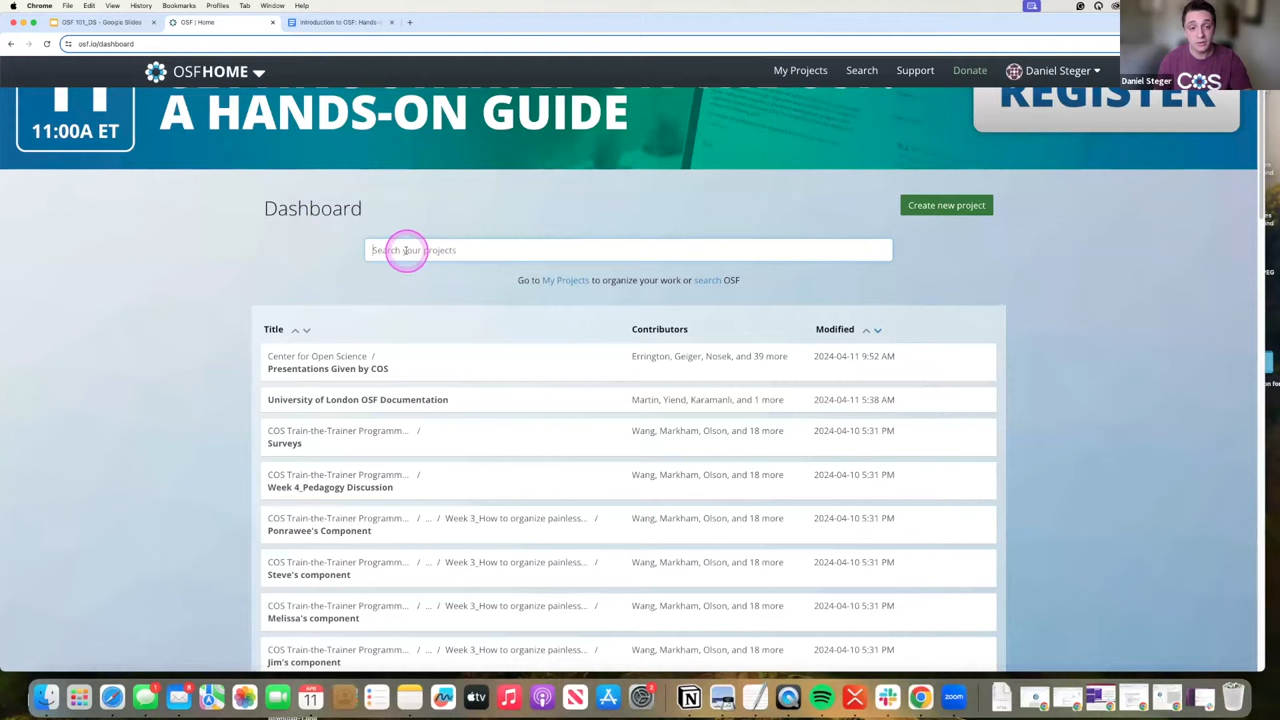 Chrome File Edit View History Bookmarks Profiles Tab Window Help
OSF 101_DS - Google Slides
OSF | Home
Introduction to OSF: Hands-
osf.io/dashboard
OSFHOME
My Projects Search Support Donate Daniel Steger
Daniel Steger
COS
11:00A ET
A HANDS-ON GUIDE
REGISTER
Dashboard
Create new project
Search your projects
Go to My Projects to organize your work or search OSF
Title Contributors Modified
Center for Open Science / Errington, Geiger, Nosek, and 39 more 2024-04-11 9:52 AM
Presentations Given by COS
University of London OSF Documentation Martin, Yiend, Karamanli, and 1 more 2024-04-11 5:38 AM
COS Train-the-Trainer Programm... / Wang, Markham, Olson, and 18 more 2024-04-10 5:31 PM
Surveys
COS Train-the-Trainer Programm... / Wang, Markham, Olson, and 18 more 2024-04-10 5:31 PM
Week 4_Pedagogy Discussion
COS Train-the-Trainer Programm... / ... / Week 3_How to organize painless... / Wang, Markham, Olson, and 18 more 2024-04-10 5:31 PM
Ponrawee's Component
COS Train-the-Trainer Programm... / ... / Week 3_How to organize painless... / Wang, Markham, Olson, and 18 more 2024-04-10 5:31 PM
Steve's component
COS Train-the-Trainer Programm... / ... / Week 3_How to organize painless... / Wang, Markham, Olson, and 18 more 2024-04-10 5:31 PM
Melissa's component
COS Train-the-Trainer Programm... / ... / Week 3_How to organize painless... / Wang, Markham, Olson, and 18 more 2024-04-10 5:31 PM
Jim's component
APR
11
tv
zoom